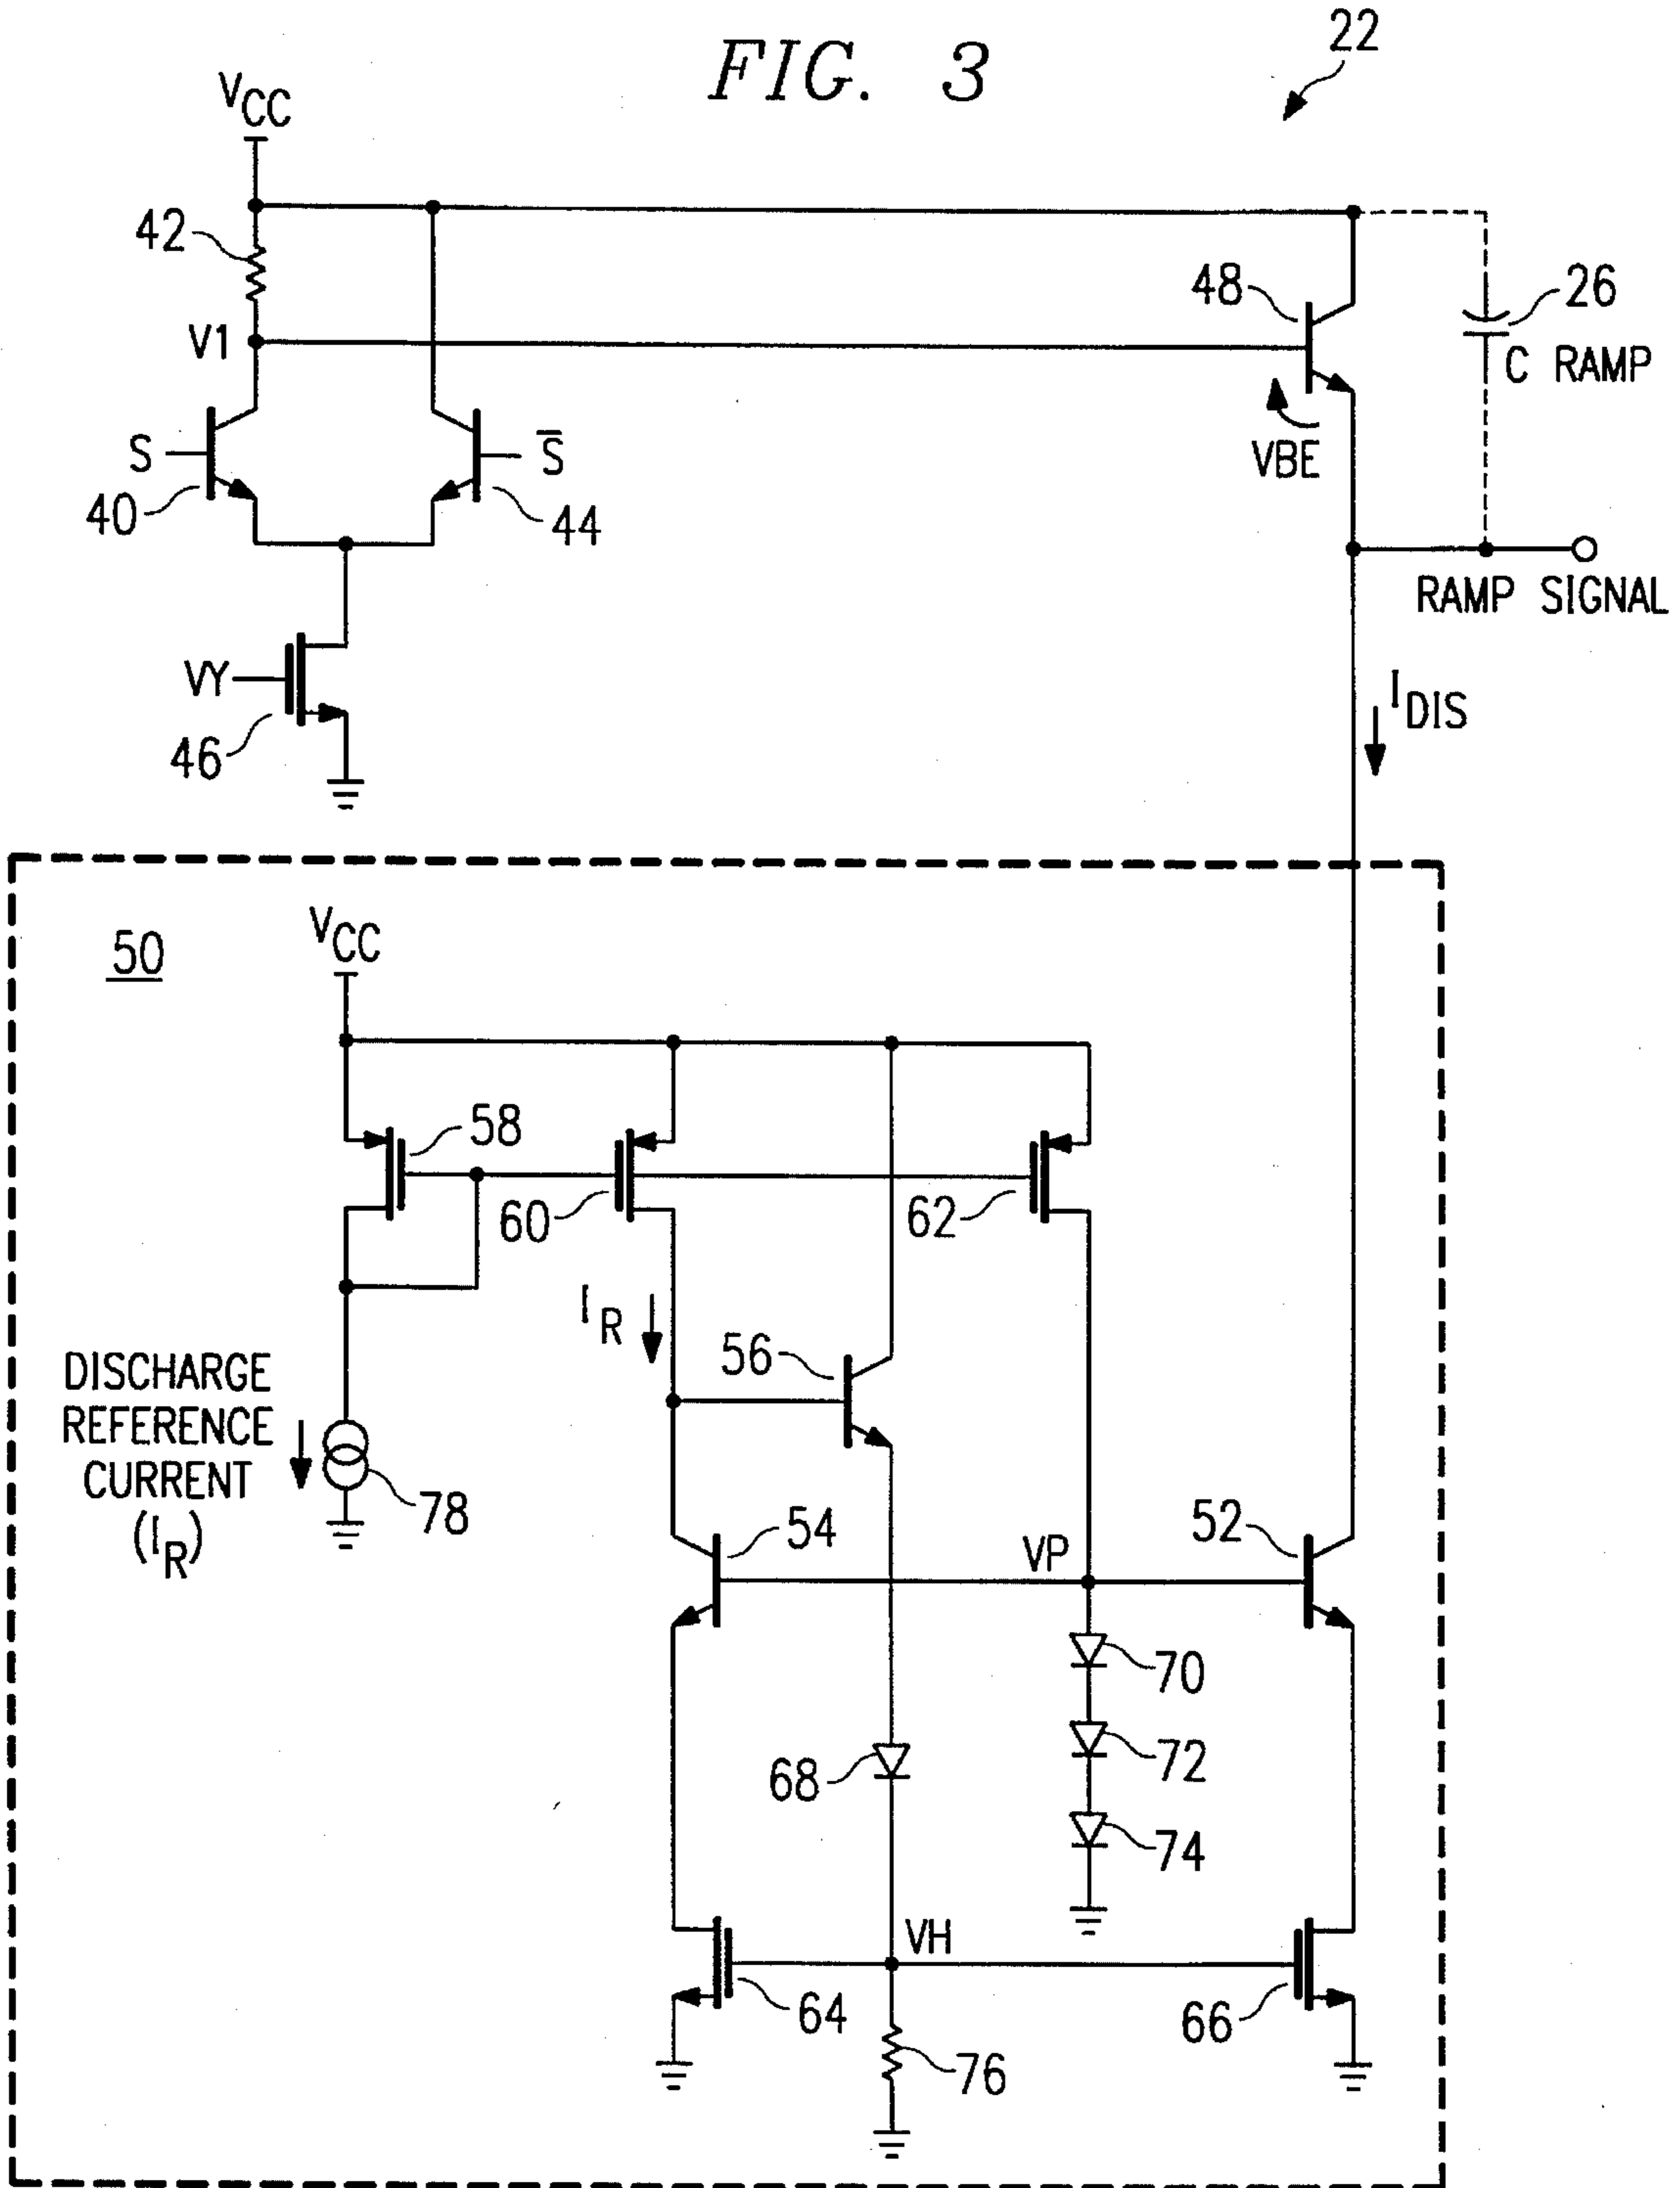 FIG. 3
22
VCC
42
48
26
V1
C RAMP
S
S̅
VBE
40
44
RAMP SIGNAL
VY
IDIS
46
50
VCC
58
60
62
IR
56
DISCHARGE
REFERENCE
CURRENT
(IR)
78
54
VP
52
70
72
68
74
VH
64
66
76